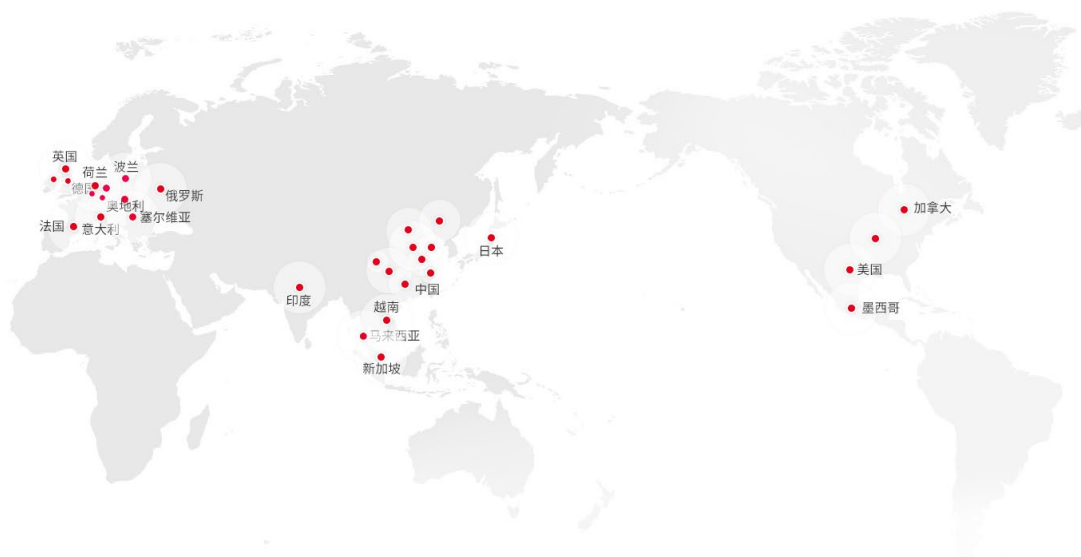 英国
荷兰
波兰
德国
俄罗斯
奥地利
塞尔维亚
法国
意大利
日本
中国
印度
越南
马来西亚
新加坡
加拿大
美国
墨西哥